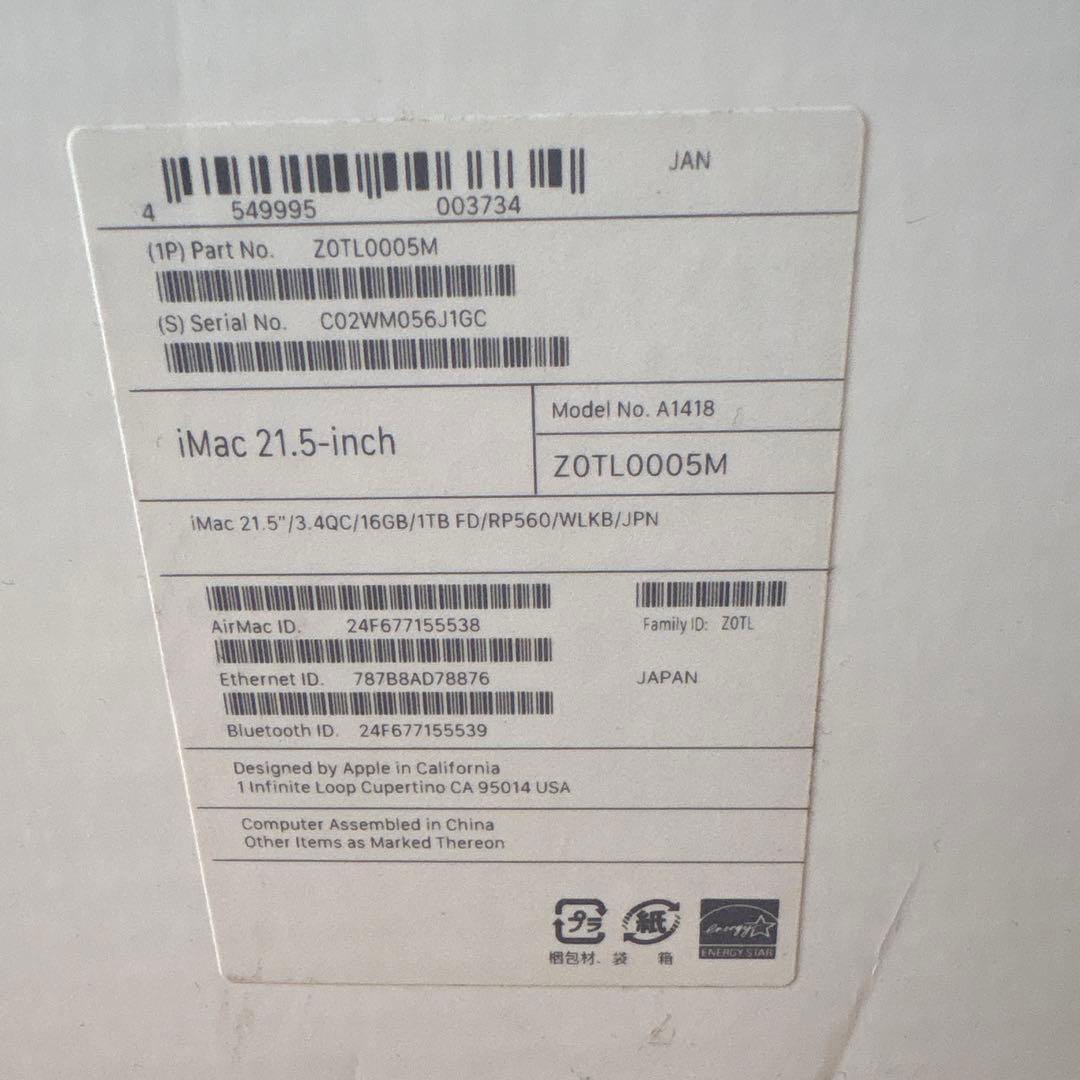 JAN
4 549995 003734
(1P) Part No. Z0TL0005M
(S) Serial No. C02WM056J1GC
iMac 21.5-inch
Model No. A1418
Z0TL0005M
iMac 21.5"/3.4QC/16GB/1TB FD/RP560/WLKB/JPN
AirMac ID. 24F677155538
Family ID: Z0TL
Ethernet ID. 787B8AD78876
JAPAN
Bluetooth ID. 24F677155539
Designed by Apple in California
1 Infinite Loop Cupertino CA 95014 USA
Computer Assembled in China
Other Items as Marked Thereon
プラ 紙 energy
ENERGY STAR
梱包材、袋 箱